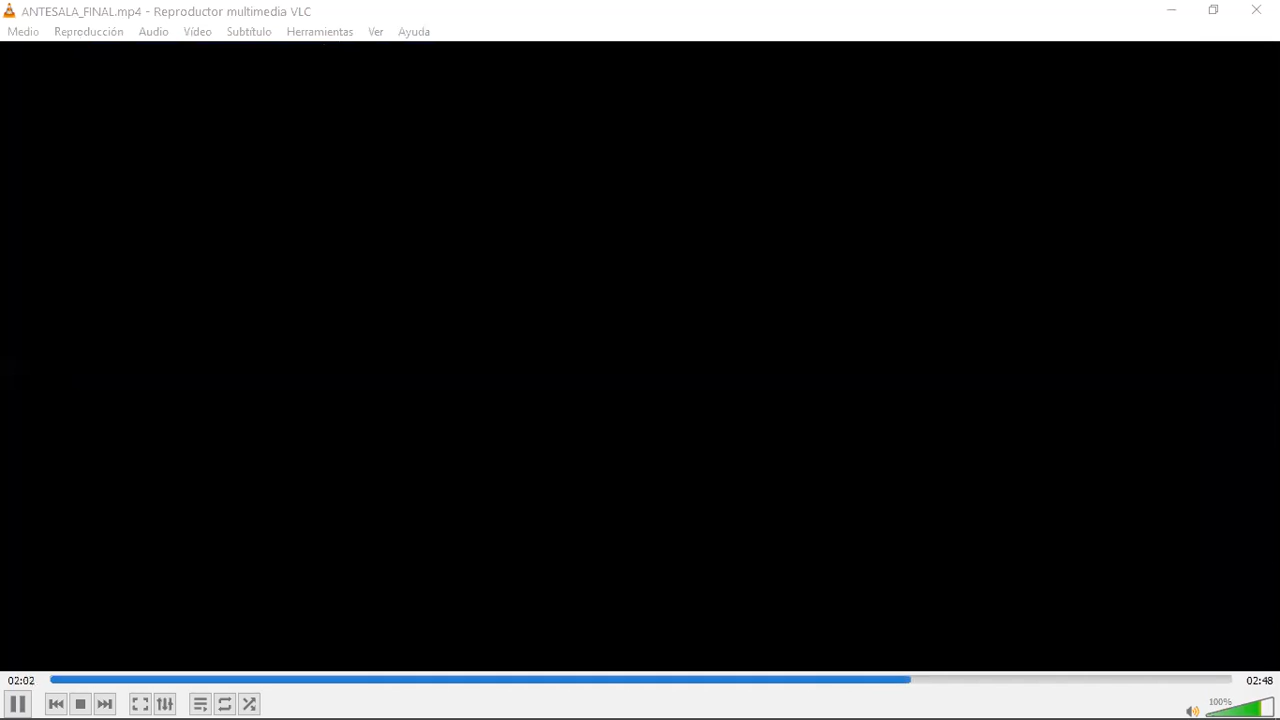 ANTESALA_FINAL.mp4 - Reproductor multimedia VLC
Medio Reproducción Audio Vídeo Subtítulo Herramientas Ver Ayuda
02:02 02:48
100%